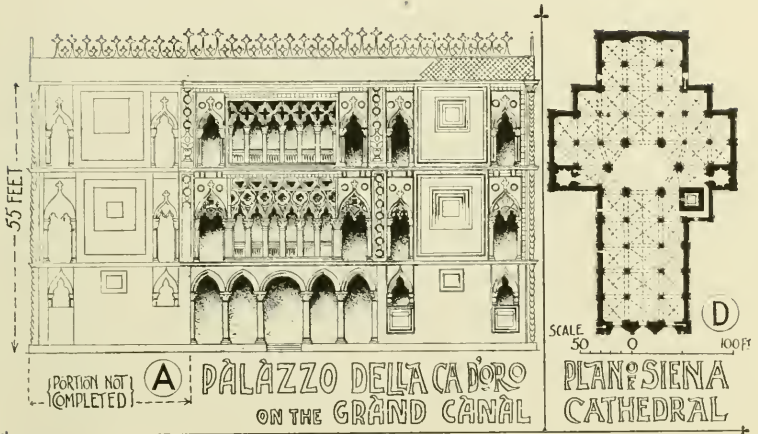 55 FEET
PORTION NOT
COMPLETED
A
PALAZZO DELLA CA D'ORO
ON THE GRAND CANAL
D
SCALE
50 0 100 FT
PLAN OF SIENA
CATHEDRAL